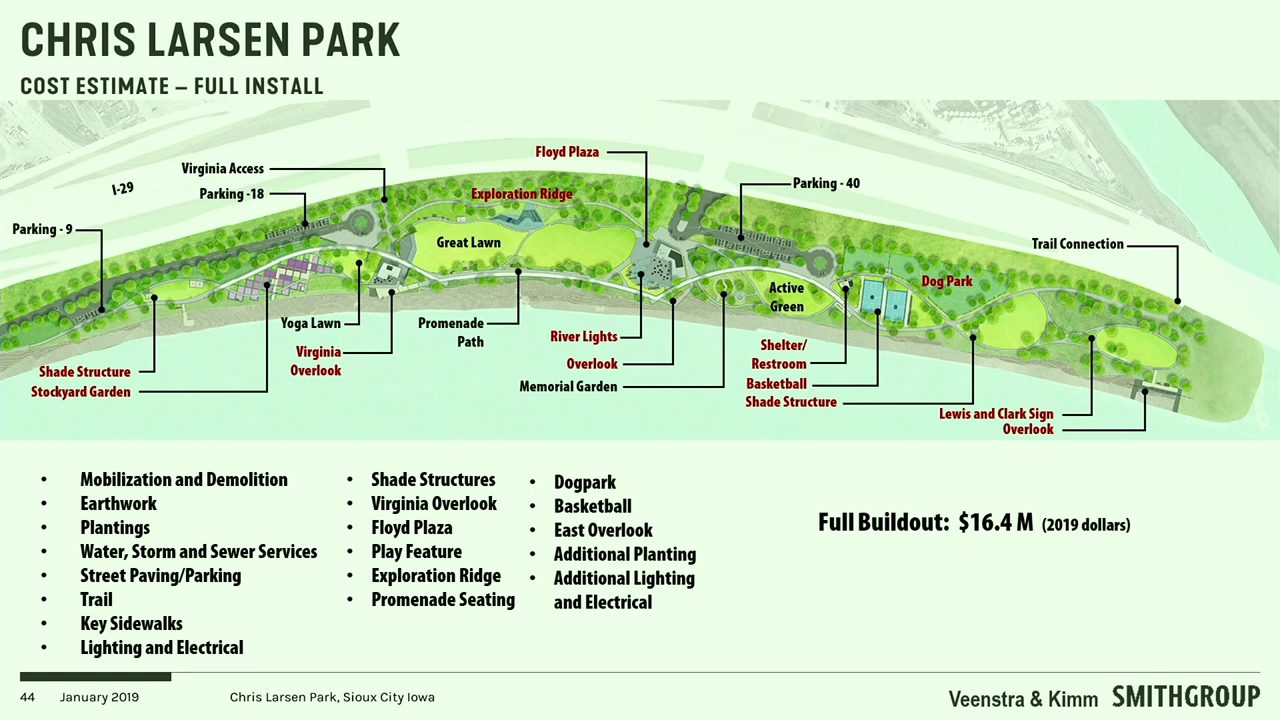 CHRIS LARSEN PARK
COST ESTIMATE – FULL INSTALL
I-29
Virginia Access
Parking -18
Parking - 9
Floyd Plaza
Exploration Ridge
Great Lawn
Parking - 40
Trail Connection
Dog Park
Active
Green
Yoga Lawn
Virginia
Overlook
Promenade
Path
River Lights
Overlook
Memorial Garden
Shelter/
Restroom
Basketball
Shade Structure
Shade Structure
Stockyard Garden
Lewis and Clark Sign
Overlook
• Mobilization and Demolition
• Earthwork
• Plantings
• Water, Storm and Sewer Services
• Street Paving/Parking
• Trail
• Key Sidewalks
• Lighting and Electrical
• Shade Structures
• Virginia Overlook
• Floyd Plaza
• Play Feature
• Exploration Ridge
• Promenade Seating
• Dogpark
• Basketball
• East Overlook
• Additional Planting
• Additional Lighting
and Electrical
Full Buildout: $16.4 M (2019 dollars)
44 January 2019 Chris Larsen Park, Sioux City Iowa
Veenstra & Kimm SMITHGROUP